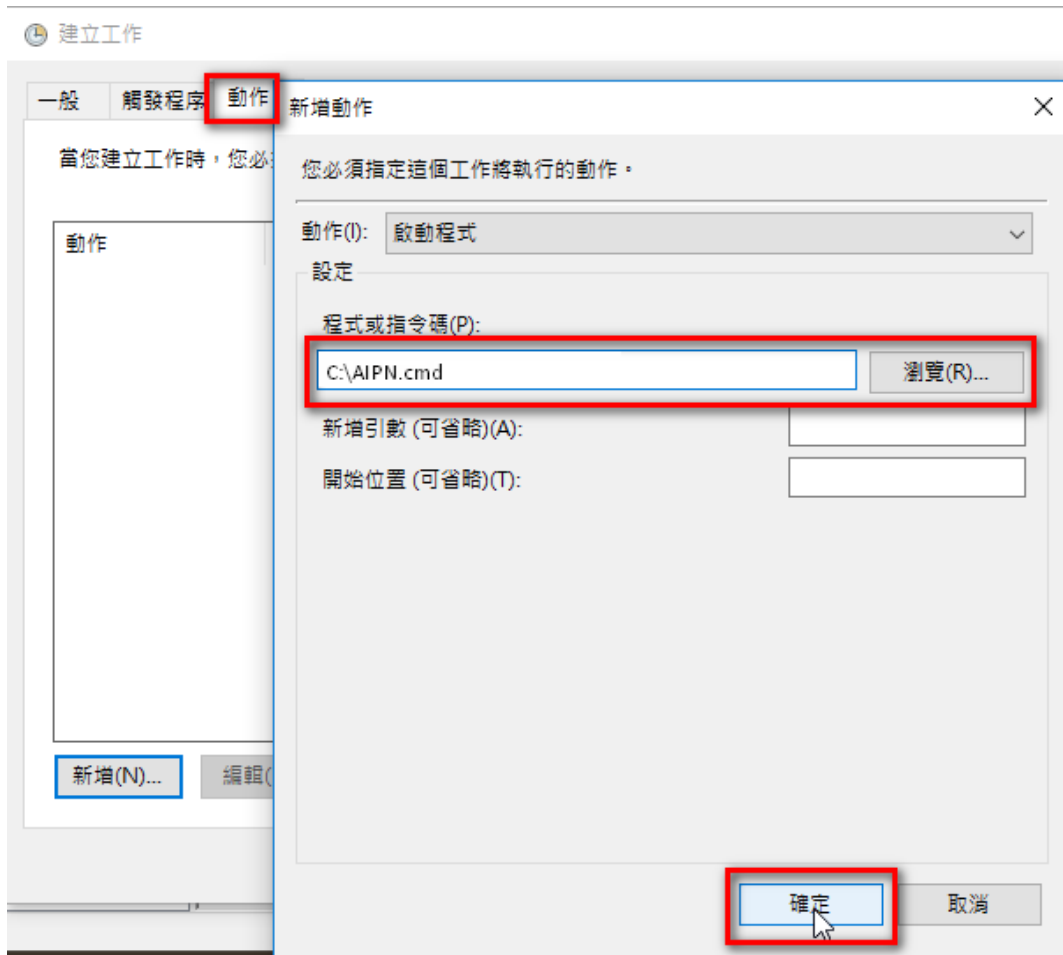 建立工作
一般
觸發程序
動作
當您建立工作時，您必
動作
新增(N)...
編輯(
新增動作
您必須指定這個工作將執行的動作。
動作(I):
啟動程式
設定
程式或指令碼(P):
C:\AIPN.cmd
瀏覽(R)...
新增引數 (可省略)(A):
開始位置 (可省略)(T):
確定
取消